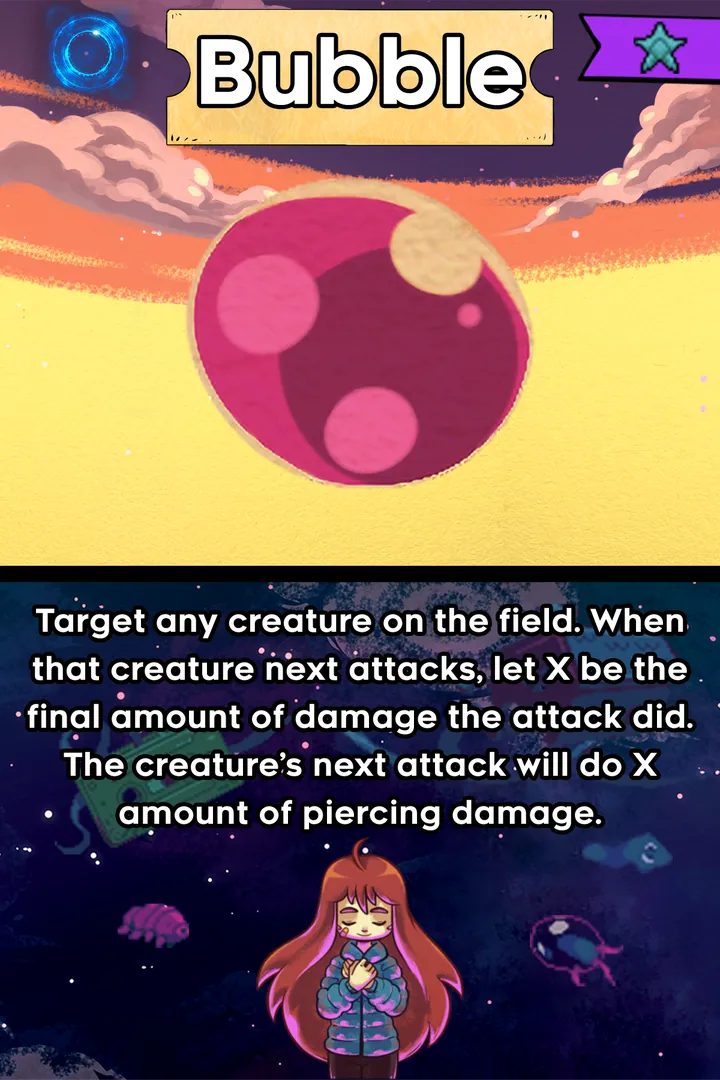 Bubble
Target any creature on the field. When
that creature next attacks, let X be the
final amount of damage the attack did.
The creature’s next attack will do X
amount of piercing damage.